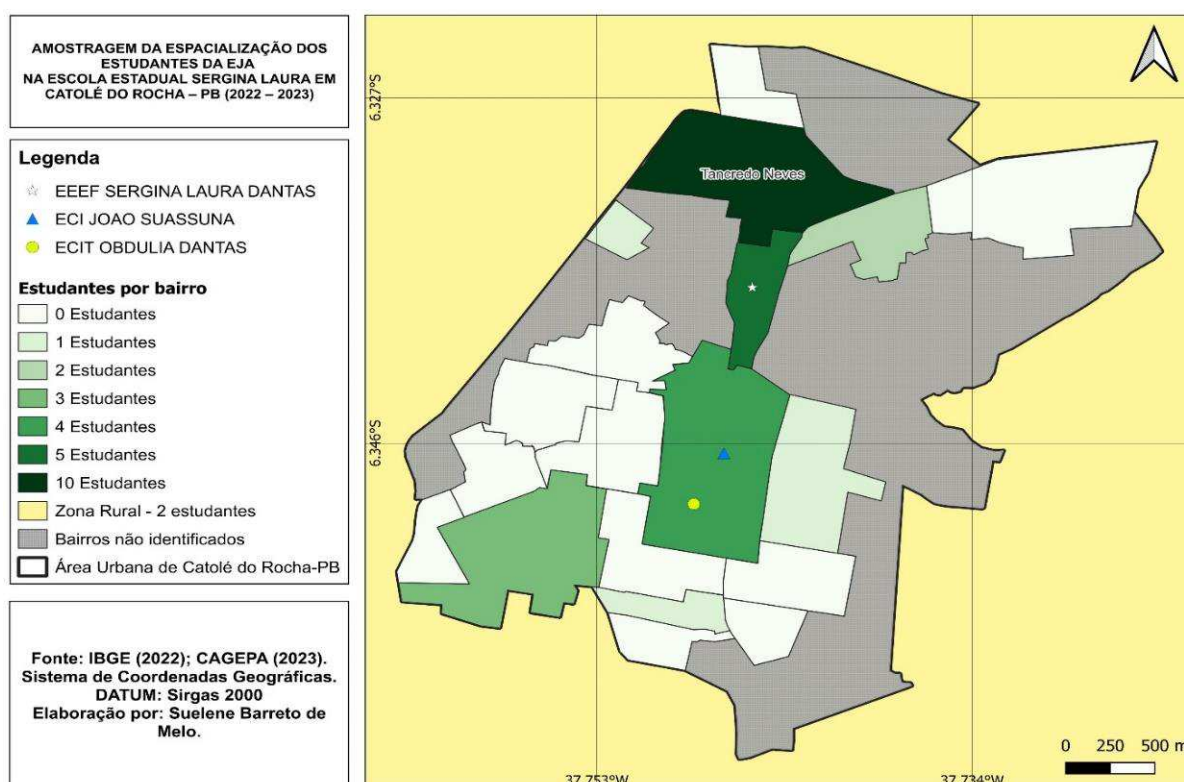 AMOSTRAGEM DA ESPACIALIZAÇÃO DOS
ESTUDANTES DA EJA
NA ESCOLA ESTADUAL SERGINA LAURA EM
CATOLÉ DO ROCHA – PB (2022 – 2023)
Legenda
EEEF SERGINA LAURA DANTAS
ECI JOAO SUASSUNA
ECIT OBDULIA DANTAS
Estudantes por bairro
0 Estudantes
1 Estudantes
2 Estudantes
3 Estudantes
4 Estudantes
5 Estudantes
10 Estudantes
Zona Rural - 2 estudantes
Bairros não identificados
Área Urbana de Catolé do Rocha-PB
Fonte: IBGE (2022); CAGEPA (2023).
Sistema de Coordenadas Geográficas.
DATUM: Sirgas 2000
Elaboração por: Suelene Barreto de
Melo.
6.327°S
Tancredo Neves
6.346°S
0 250 500 m
37.753°W 37.734°W